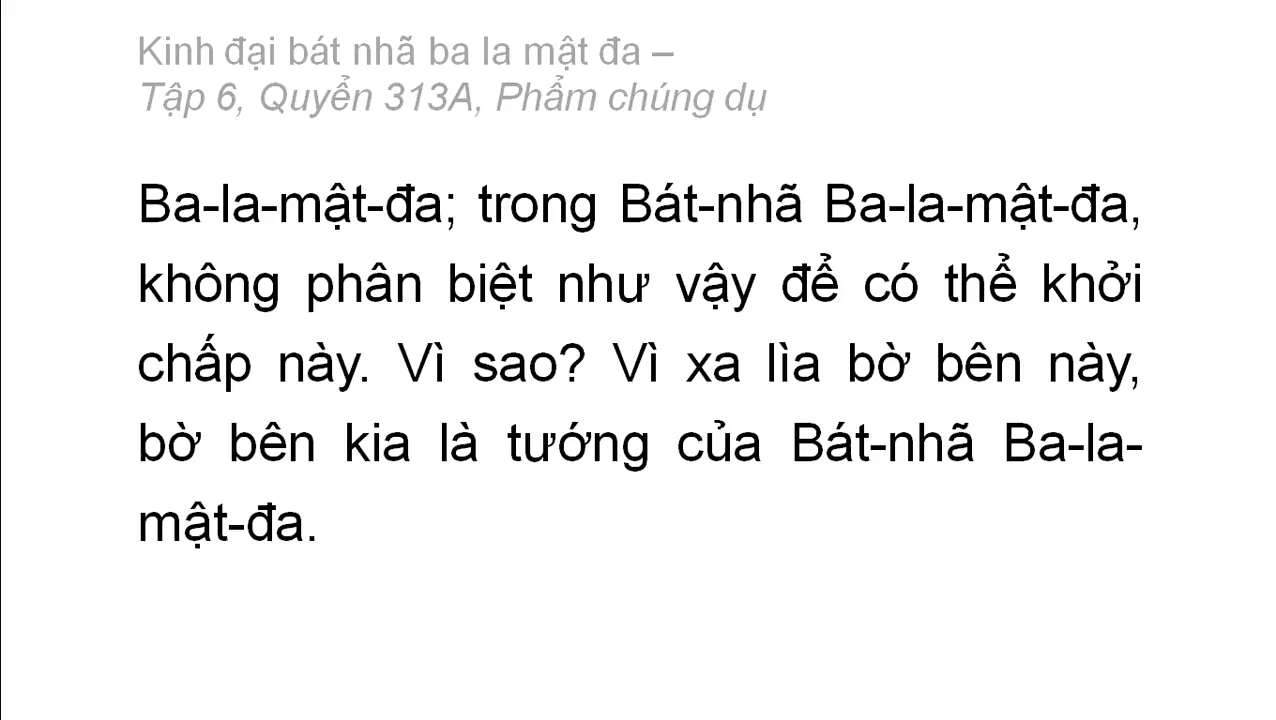 Kinh đại bát nhã ba la mật đa –
Tập 6, Quyển 313A, Phẩm chúng dụ
Ba-la-mật-đa; trong Bát-nhã Ba-la-mật-đa,
không phân biệt như vậy để có thể khởi
chấp này. Vì sao? Vì xa lìa bờ bên này,
bờ bên kia là tướng của Bát-nhã Ba-la-
mật-đa.